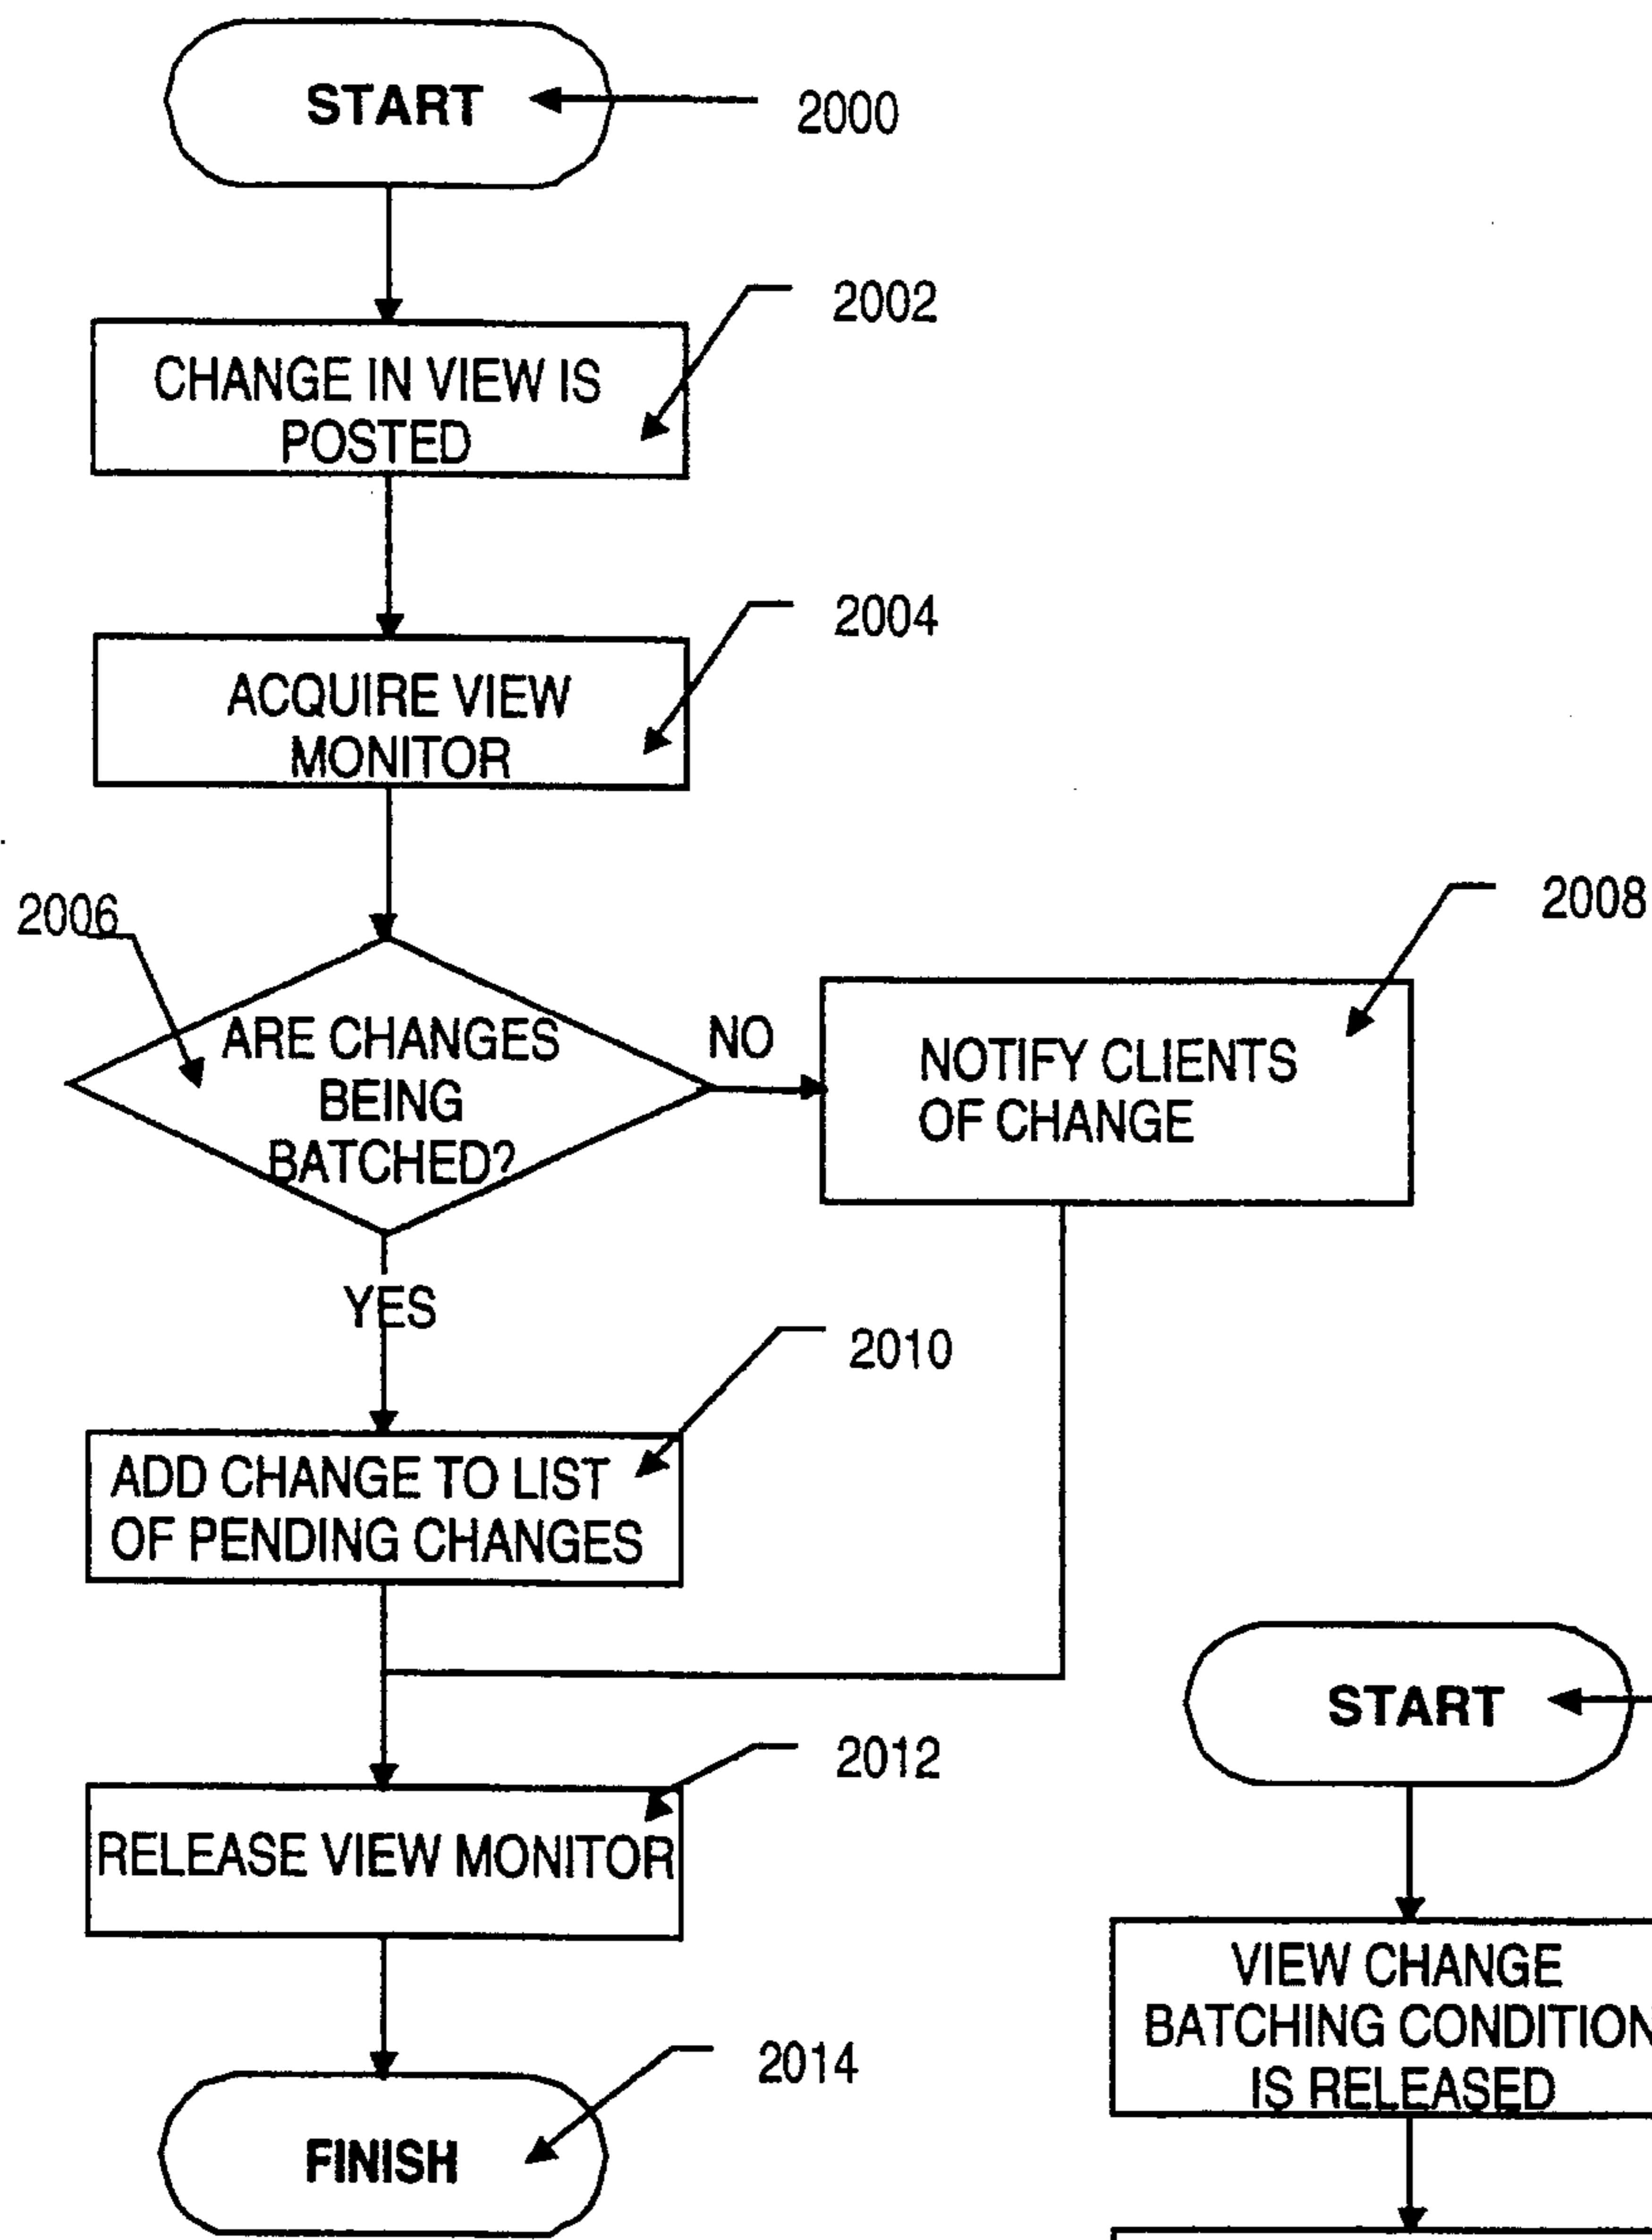 START
2000
2002
CHANGE IN VIEW IS
POSTED
2004
ACQUIRE VIEW
MONITOR
2006
2008
ARE CHANGES
BEING
BATCHED?
NO
NOTIFY CLIENTS
OF CHANGE
YES
2010
ADD CHANGE TO LIST
OF PENDING CHANGES
2012
RELEASE VIEW MONITOR
2014
FINISH
START
VIEW CHANGE
BATCHING CONDITION
IS RELEASED